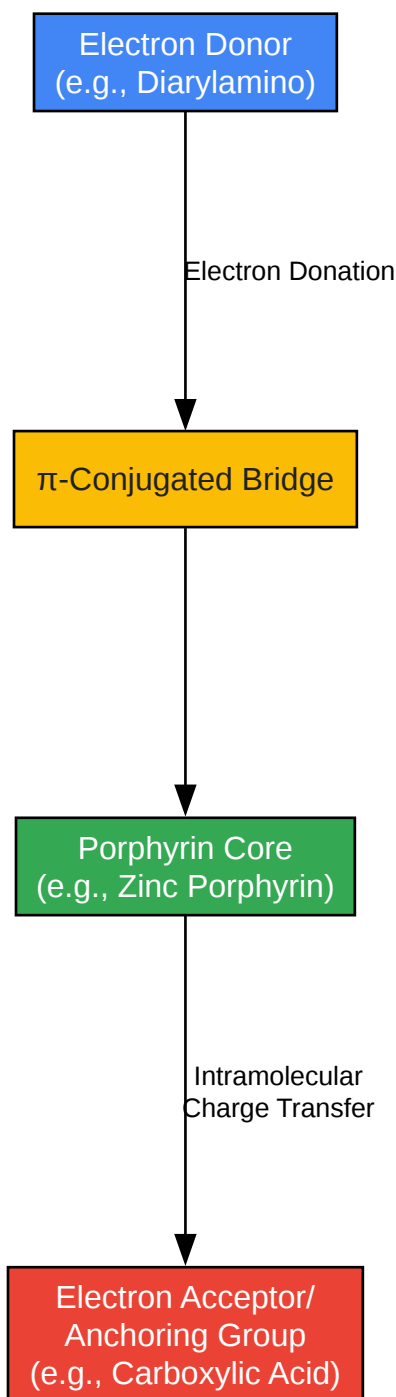 Electron Donor
(e.g., Diarylamino)
Electron Donation
π-Conjugated Bridge
Porphyrin Core
(e.g., Zinc Porphyrin)
Intramolecular
Charge Transfer
Electron Acceptor/
Anchoring Group
(e.g., Carboxylic Acid)